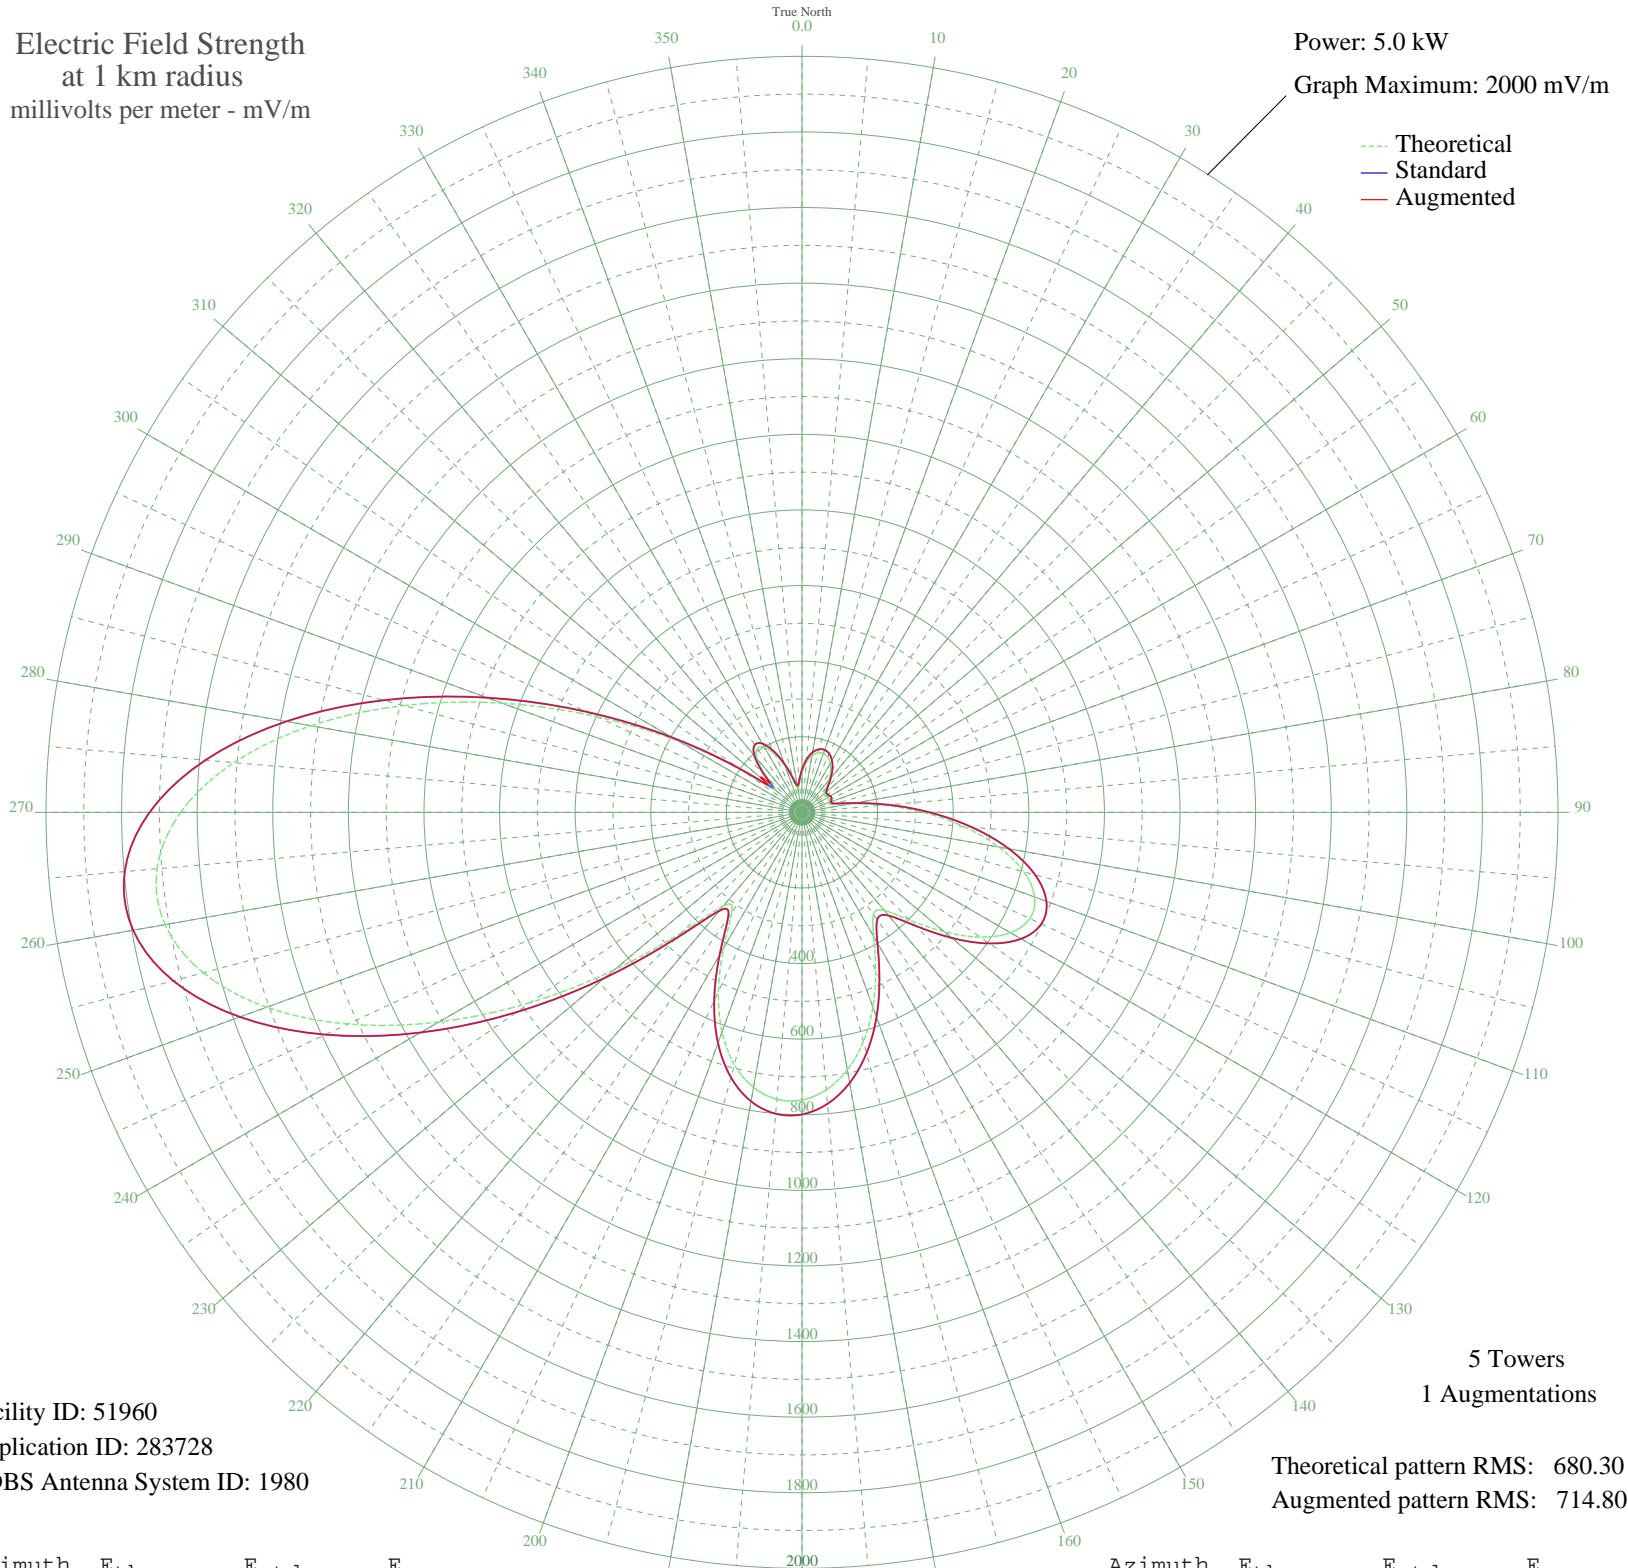 True North
0.0
Electric Field Strength
at 1 km radius
millivolts per meter - mV/m
Power: 5.0 kW
Graph Maximum: 2000 mV/m
Theoretical
Standard
Augmented
10
20
30
40
50
60
70
80
90
100
110
120
130
140
150
160
200
210
220
230
240
250
260
270
280
290
300
310
320
330
340
350
400
600
800
1000
1200
1400
1600
1800
2000
5 Towers
1 Augmentations
cility ID: 51960
plication ID: 283728
DBS Antenna System ID: 1980
Theoretical pattern RMS: 680.30
Augmented pattern RMS: 714.80
imuth
Azimuth